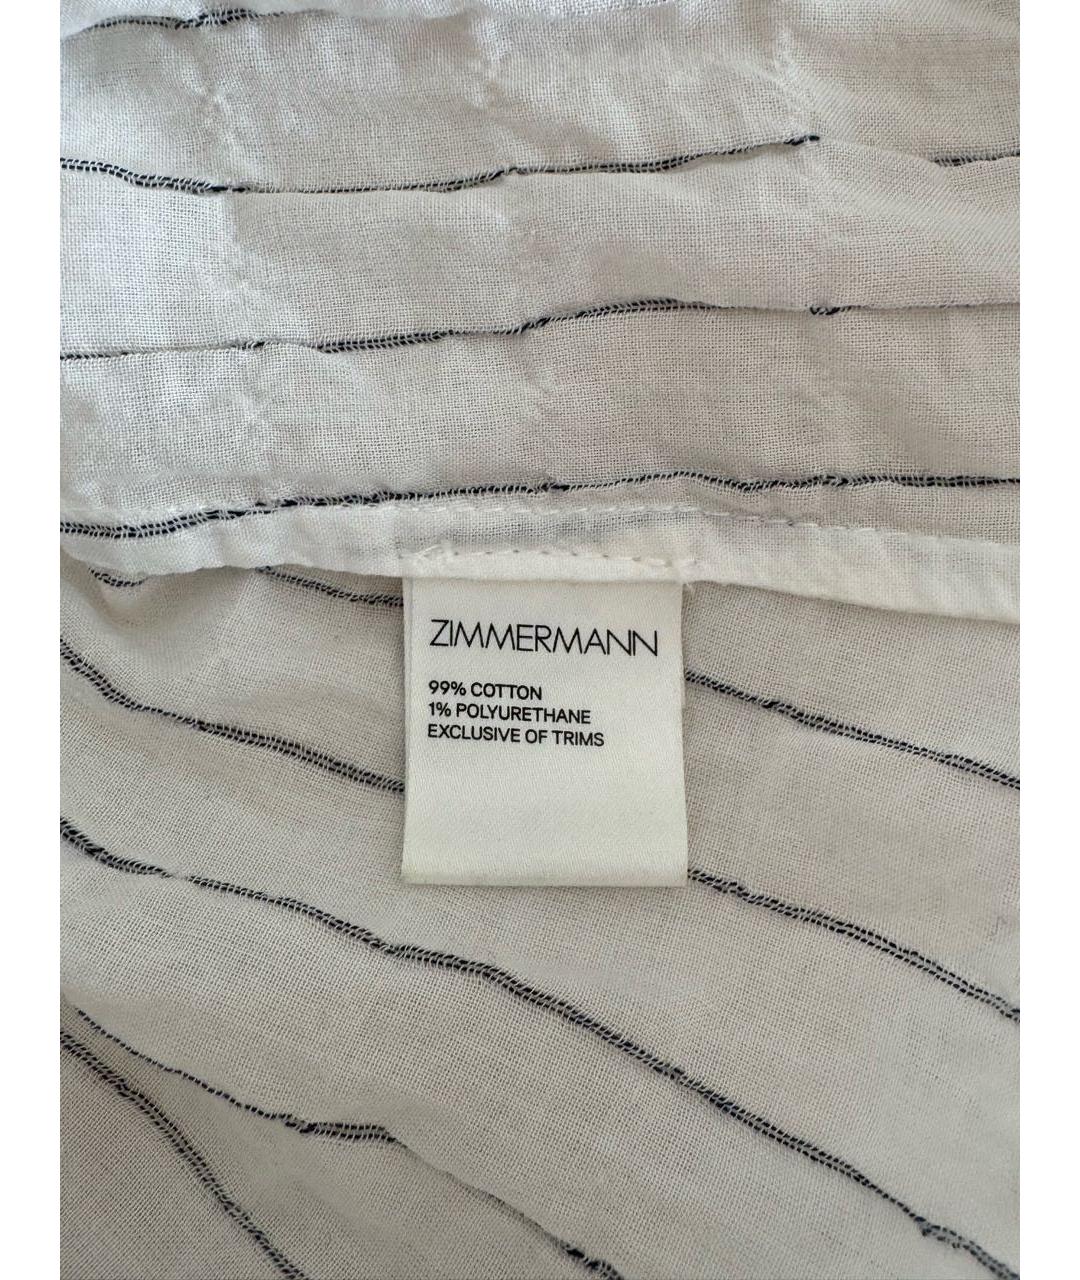 ZIMMERMANN
99% COTTON
1% POLYURETHANE
EXCLUSIVE OF TRIMS